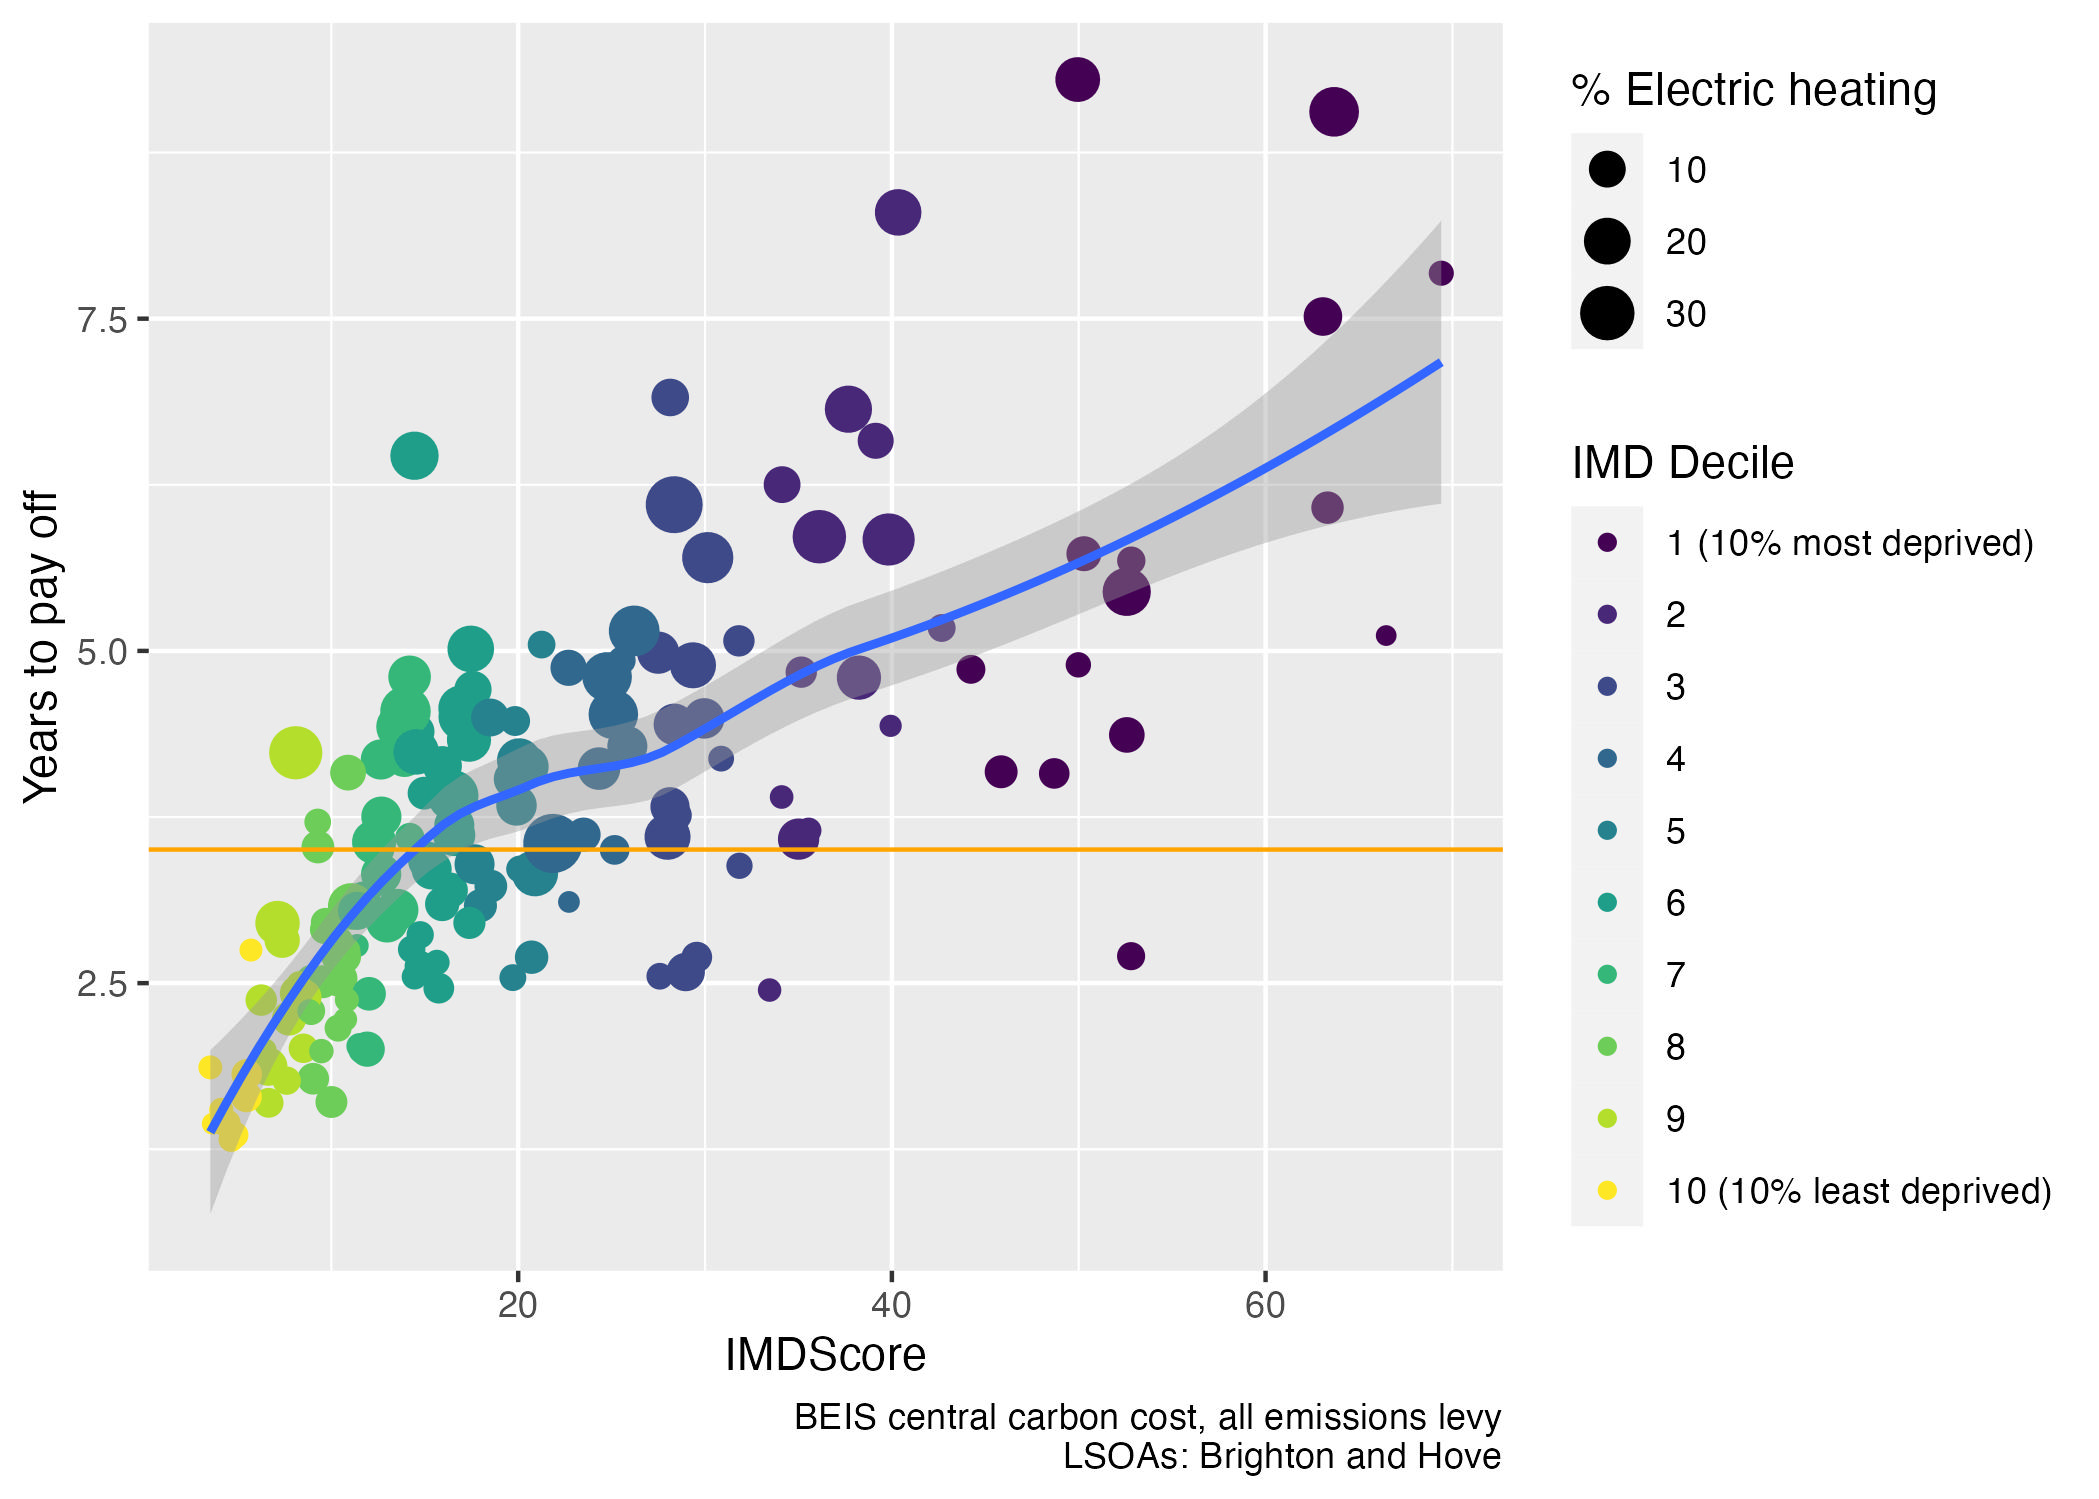 Years to pay off
7.5
5.0
2.5
20
40
60
IMDScore
BEIS central carbon cost, all emissions levy
LSOAs: Brighton and Hove
% Electric heating
10
20
30
IMD Decile
1 (10% most deprived)
2
3
4
5
6
7
8
9
10 (10% least deprived)